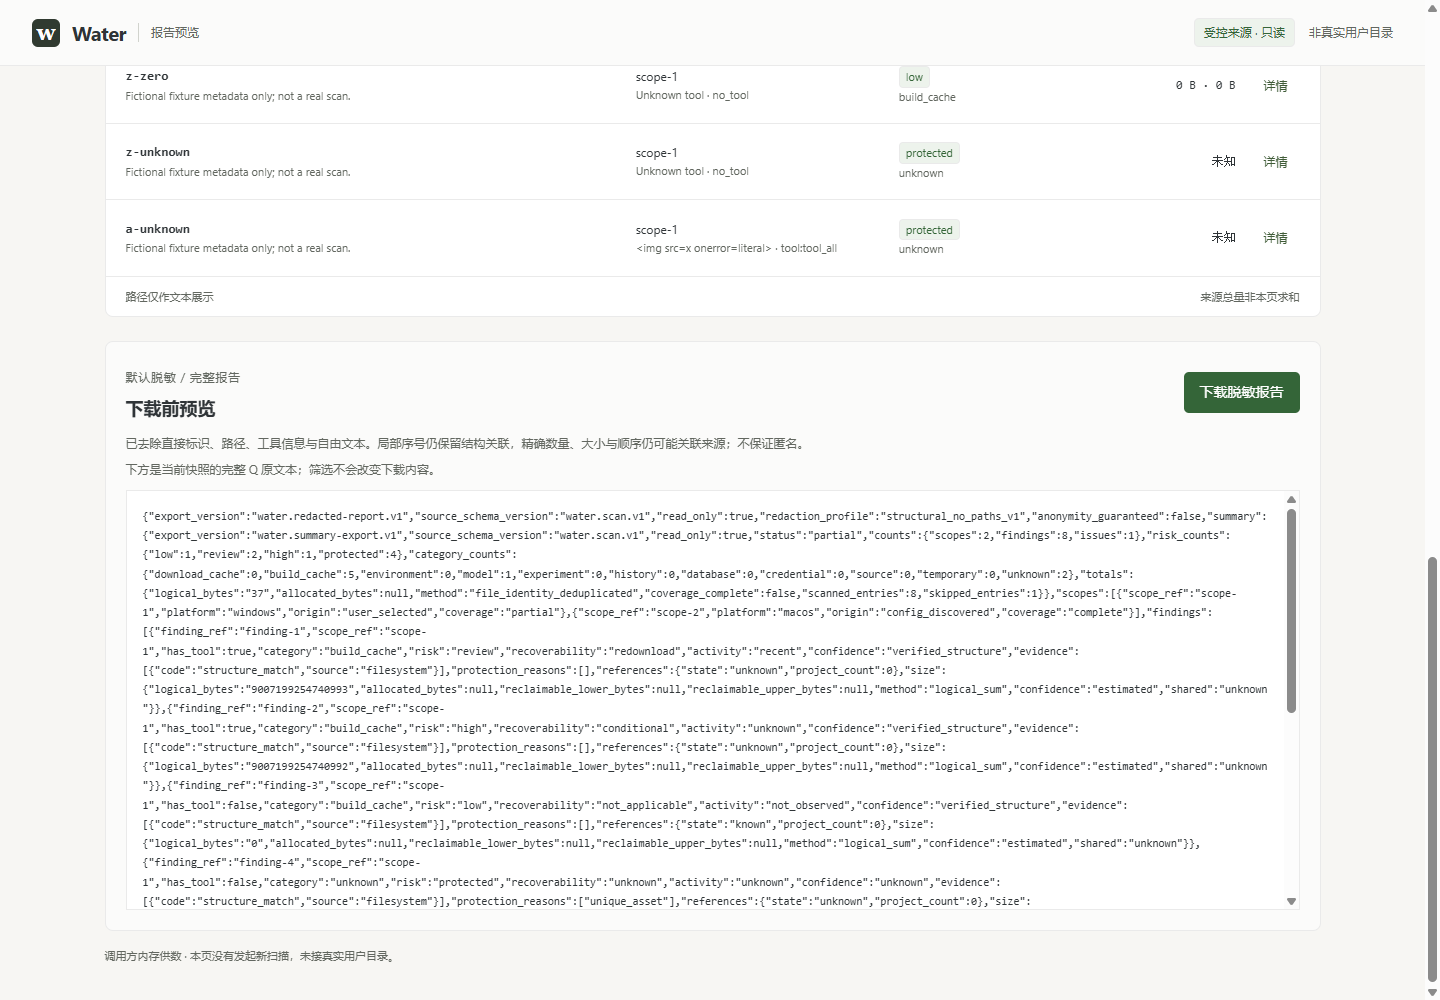 W Water 报告预览 受控来源 · 只读 非真实用户目录
z-zero scope-1 low 0 B · 0 B 详情
Fictional fixture metadata only; not a real scan. Unknown tool · no_tool build_cache
z-unknown scope-1 protected 未知 详情
Fictional fixture metadata only; not a real scan. Unknown tool · no_tool unknown
a-unknown scope-1 protected 未知 详情
Fictional fixture metadata only; not a real scan. <img src=x onerror=literal> · tool:tool_all unknown
路径仅作文本展示 来源总量非本页求和
默认脱敏 / 完整报告
下载前预览 下载脱敏报告
已去除直接标识、路径、工具信息与自由文本。局部序号仍保留结构关联，精确数量、大小与顺序仍可能关联来源；不保证匿名。
下方是当前快照的完整 Q 原文本；筛选不会改变下载内容。
{"export_version":"water.redacted-report.v1","source_schema_version":"water.scan.v1","read_only":true,"redaction_profile":"structural_no_paths_v1","anonymity_guaranteed":false,"summary":
{"export_version":"water.summary-export.v1","source_schema_version":"water.scan.v1","read_only":true,"status":"partial","counts":{"scopes":2,"findings":8,"issues":1},"risk_counts":
{"low":1,"review":2,"high":1,"protected":4},"category_counts":
{"download_cache":0,"build_cache":5,"environment":0,"model":1,"experiment":0,"history":0,"database":0,"credential":0,"source":0,"temporary":0,"unknown":2},"totals":
{"logical_bytes":"37","allocated_bytes":null,"method":"file_identity_deduplicated","coverage_complete":false,"scanned_entries":8,"skipped_entries":1}},"scopes":[{"scope_ref":"scope-
1","platform":"windows","origin":"user_selected","coverage":"partial"},{"scope_ref":"scope-2","platform":"macos","origin":"config_discovered","coverage":"complete"}],"findings":
[{"finding_ref":"finding-1","scope_ref":"scope-
1","has_tool":true,"category":"build_cache","risk":"review","recoverability":"redownload","activity":"recent","confidence":"verified_structure","evidence":
[{"code":"structure_match","source":"filesystem"}],"protection_reasons":[],"references":{"state":"unknown","project_count":0},"size":
{"logical_bytes":"9007199254740993","allocated_bytes":null,"reclaimable_lower_bytes":null,"reclaimable_upper_bytes":null,"method":"logical_sum","confidence":"estimated","shared":"unknown
"}},{"finding_ref":"finding-2","scope_ref":"scope-
1","has_tool":true,"category":"build_cache","risk":"high","recoverability":"conditional","activity":"unknown","confidence":"verified_structure","evidence":
[{"code":"structure_match","source":"filesystem"}],"protection_reasons":[],"references":{"state":"unknown","project_count":0},"size":
{"logical_bytes":"9007199254740992","allocated_bytes":null,"reclaimable_lower_bytes":null,"reclaimable_upper_bytes":null,"method":"logical_sum","confidence":"estimated","shared":"unknown
"}},{"finding_ref":"finding-3","scope_ref":"scope-
1","has_tool":false,"category":"build_cache","risk":"low","recoverability":"not_applicable","activity":"not_observed","confidence":"verified_structure","evidence":
[{"code":"structure_match","source":"filesystem"}],"protection_reasons":[],"references":{"state":"known","project_count":0},"size":
{"logical_bytes":"0","allocated_bytes":null,"reclaimable_lower_bytes":null,"reclaimable_upper_bytes":null,"method":"logical_sum","confidence":"estimated","shared":"unknown"}},
{"finding_ref":"finding-4","scope_ref":"scope-
1","has_tool":false,"category":"unknown","risk":"protected","recoverability":"unknown","activity":"unknown","confidence":"unknown","evidence":
[{"code":"structure_match","source":"filesystem"}],"protection_reasons":["unique_asset"],"references":{"state":"unknown","project_count":0},"size":
调用方内存供数 · 本页没有发起新扫描，未接真实用户目录。